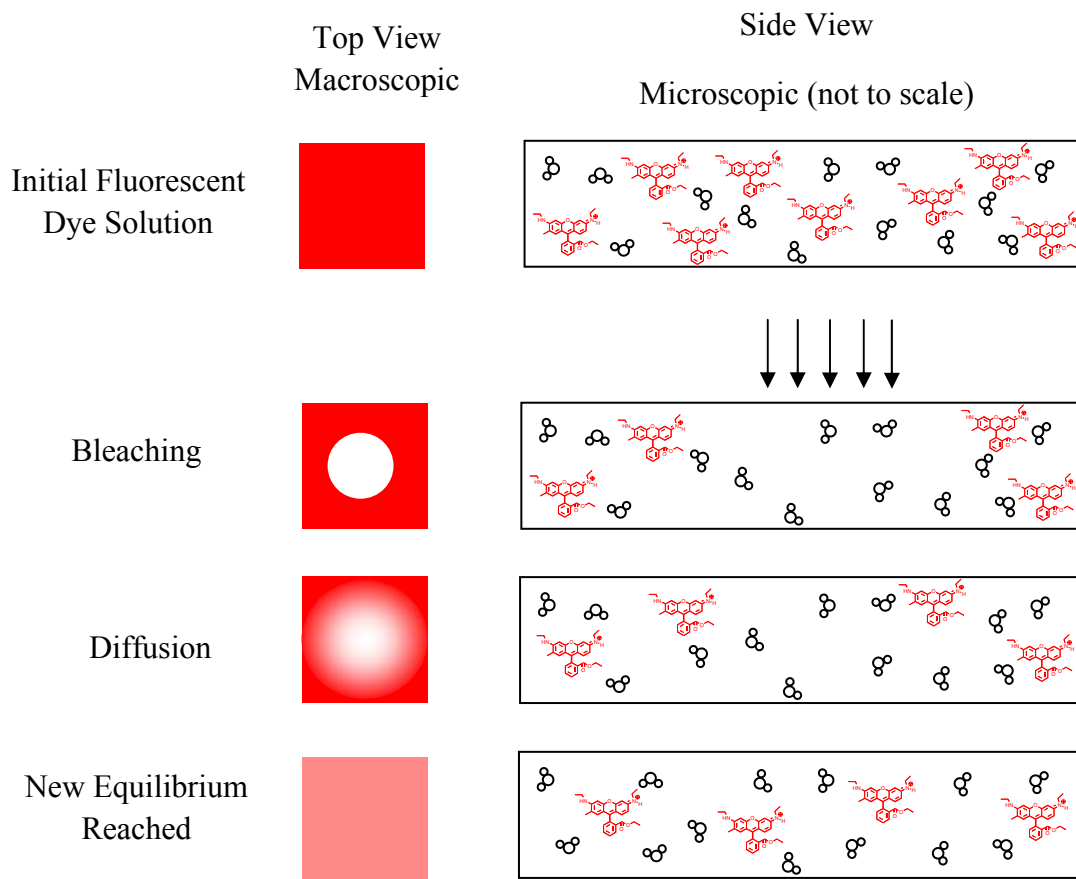 Top View
Macroscopic
Side View
Microscopic (not to scale)
Initial Fluorescent
Dye Solution
Bleaching
Diffusion
New Equilibrium
Reached